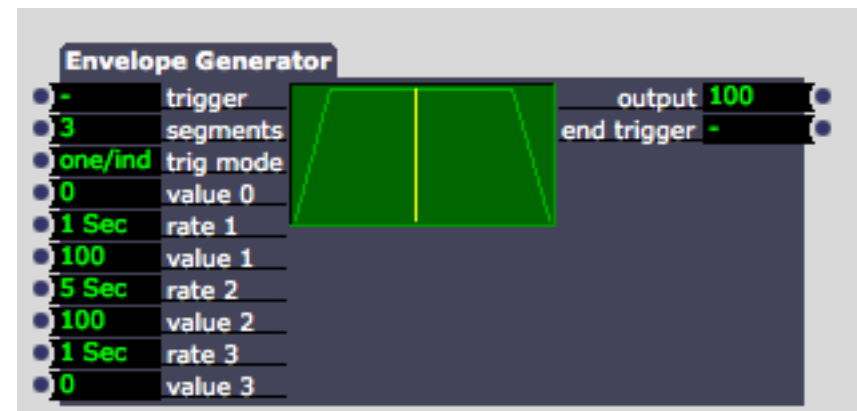 Envelope Generator
- trigger output 100
3 segments end trigger -
one/ind trig mode
0 value 0
1 Sec rate 1
100 value 1
5 Sec rate 2
100 value 2
1 Sec rate 3
0 value 3